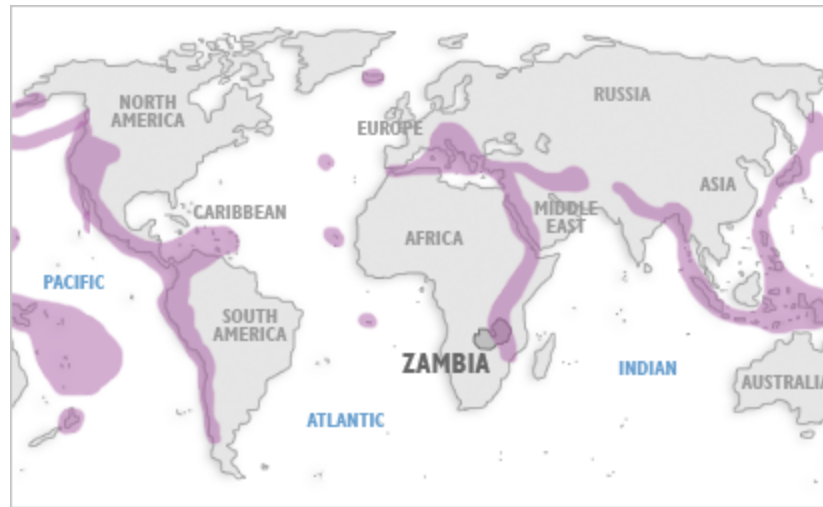 NORTH
AMERICA
RUSSIA
EUROPE
ASIA
CARIBBEAN
MIDDLE
EAST
AFRICA
PACIFIC
SOUTH
AMERICA
ZAMBIA
INDIAN
AUSTRALIA
ATLANTIC